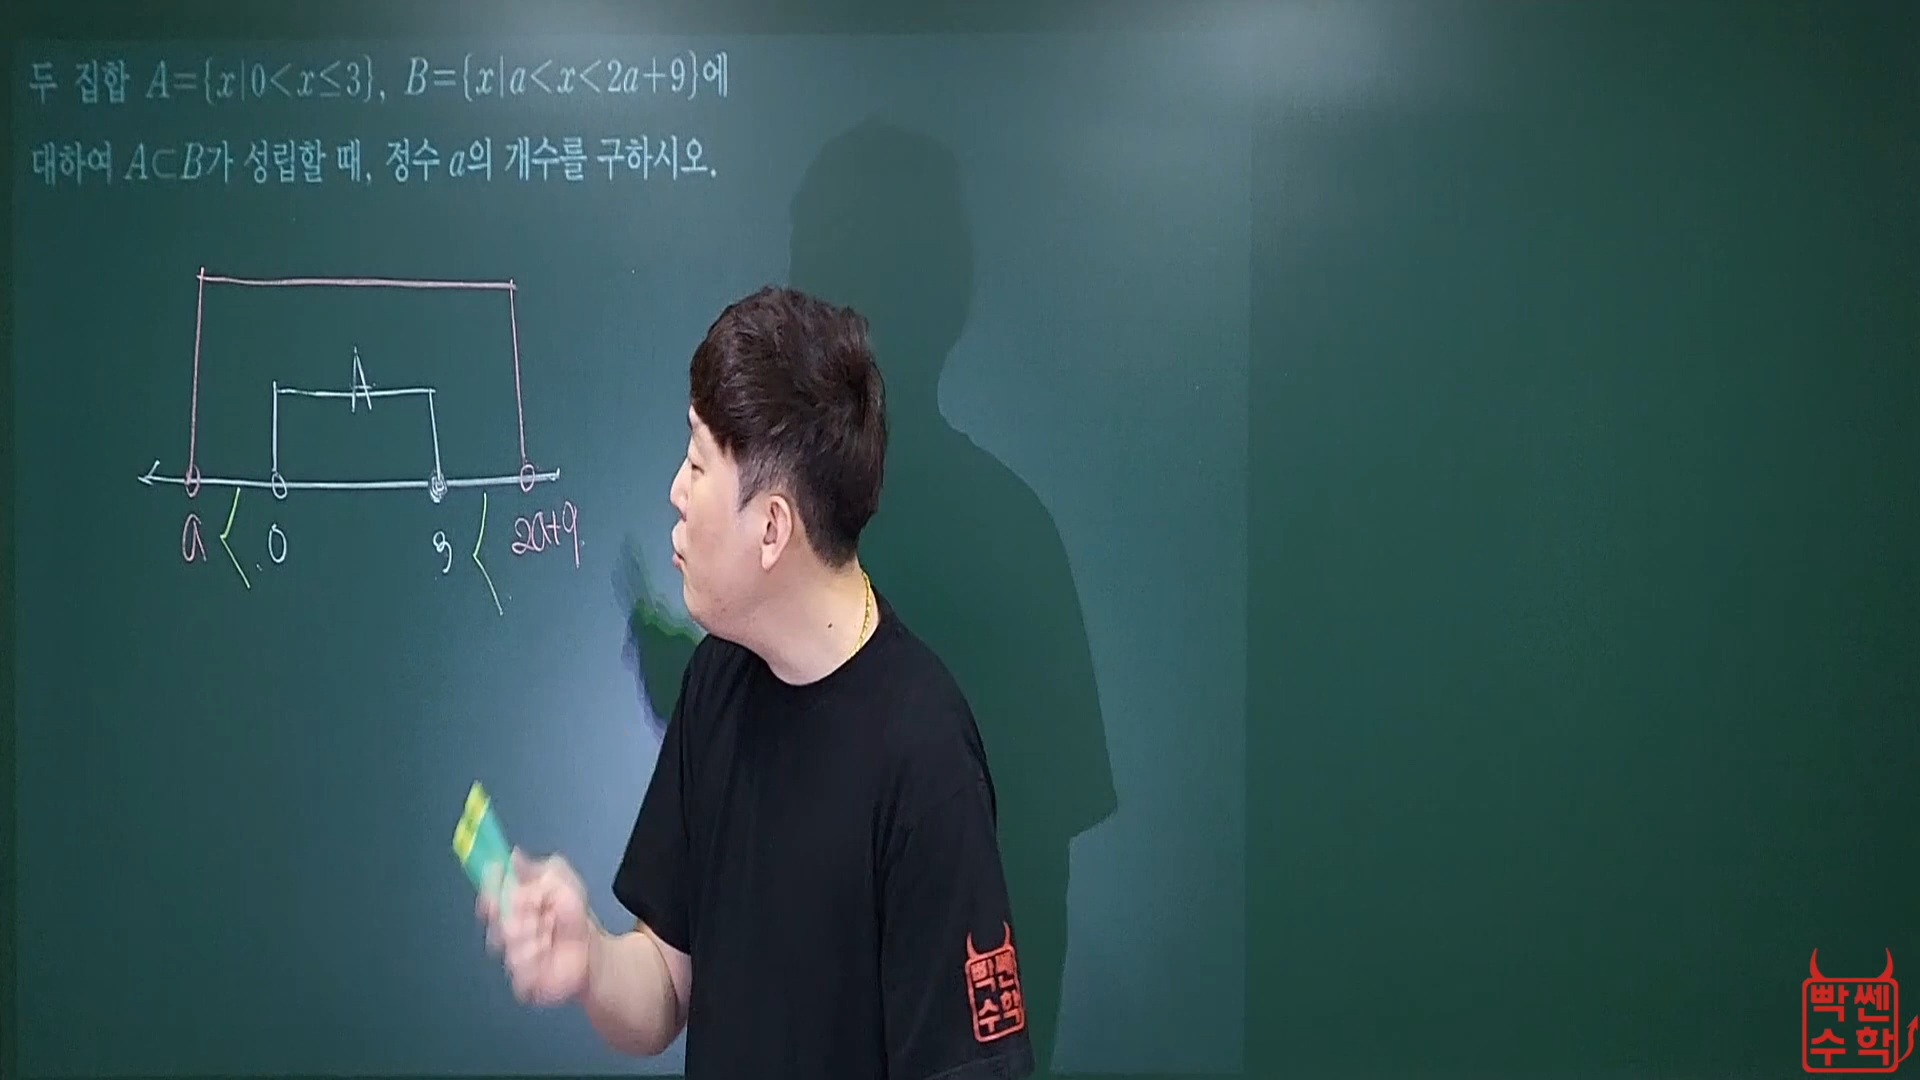 두 집합 A={x|0<x≤3}, B={x|a<x<2a+9}에
대하여 A⊂B가 성립할 때, 정수 a의 개수를 구하시오.
A
a < 0 3 < 2a+9
빡쎈
수학
빡쎈
수학